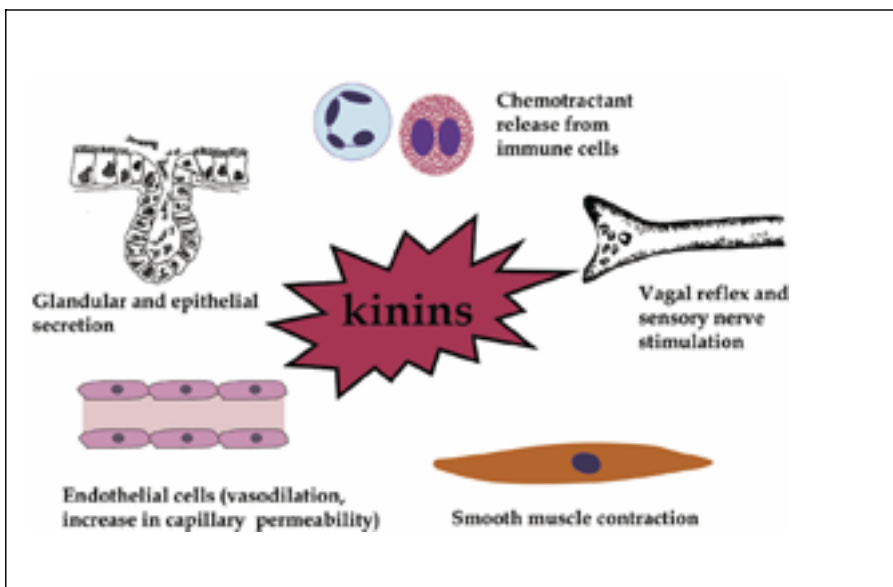 Chemotractant
release from
immune cells
Glandular and epithelial
secretion
kinins
Vagal reflex and
sensory nerve
stimulation
Endothelial cells (vasodilation,
increase in capillary permeability)
Smooth muscle contraction